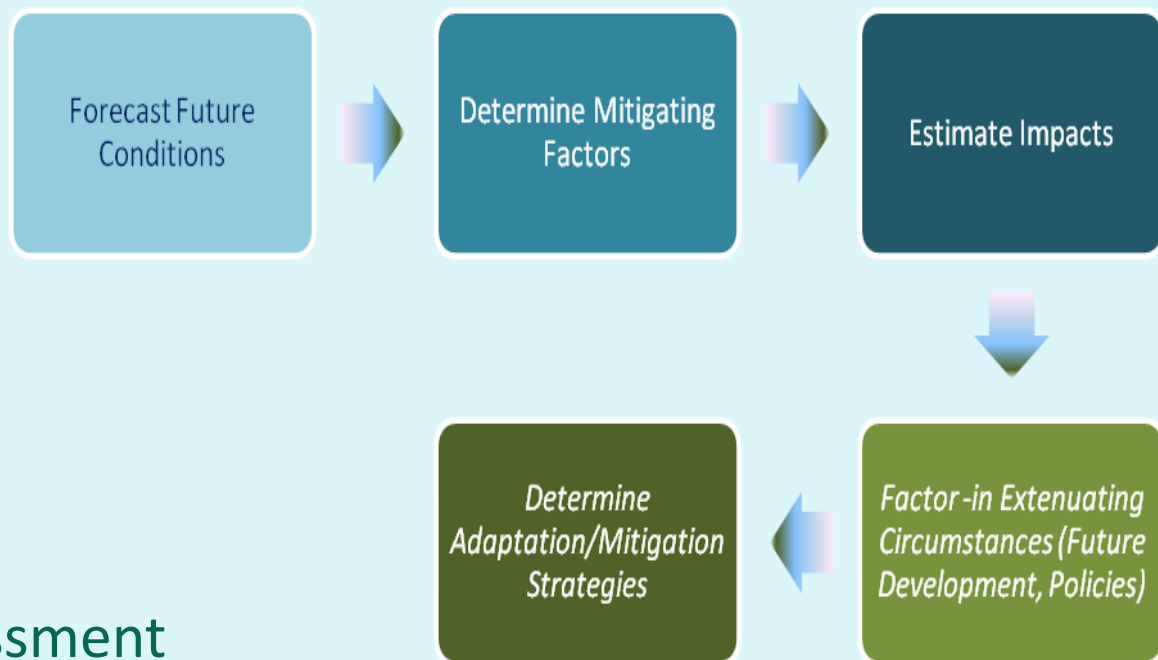 Forecast Future
Conditions
Determine Mitigating
Factors
Estimate Impacts
Factor-in Extenuating
Circumstances (Future
Development, Policies)
Determine
Adaptation/Mitigation
Strategies